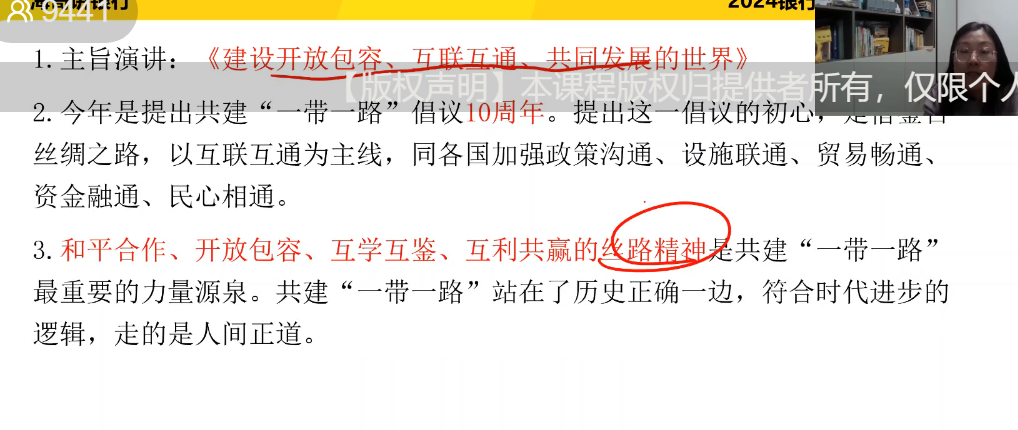 9441
2024银行
1. 主旨演讲：《建设开放包容、互联互通、共同发展的世界》
【版权声明】本课程版权归提供者所有，仅限个人
2. 今年是提出共建“一带一路”倡议10周年。提出这一倡议的初心，是借鉴古
丝绸之路，以互联互通为主线，同各国加强政策沟通、设施联通、贸易畅通、
资金融通、民心相通。
3. 和平合作、开放包容、互学互鉴、互利共赢的丝路精神是共建“一带一路”
最重要的力量源泉。共建“一带一路”站在了历史正确一边，符合时代进步的
逻辑，走的是人间正道。